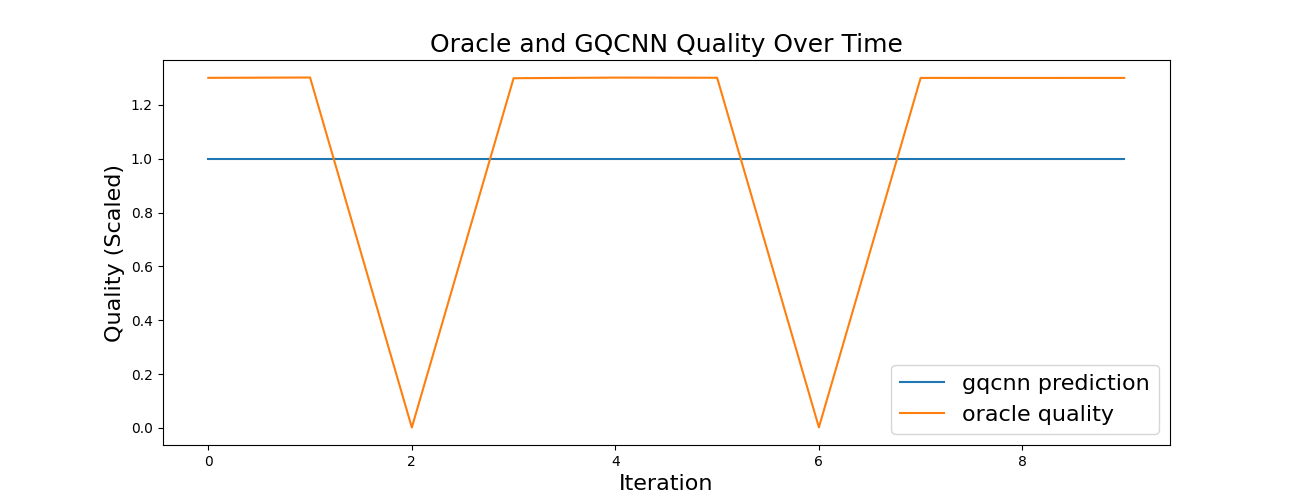 Oracle and GQCNN Quality Over Time
Quality (Scaled)
1.2
1.0
0.8
0.6
0.4
0.2
0.0
gqcnn prediction
oracle quality
0 2 4 6 8
Iteration